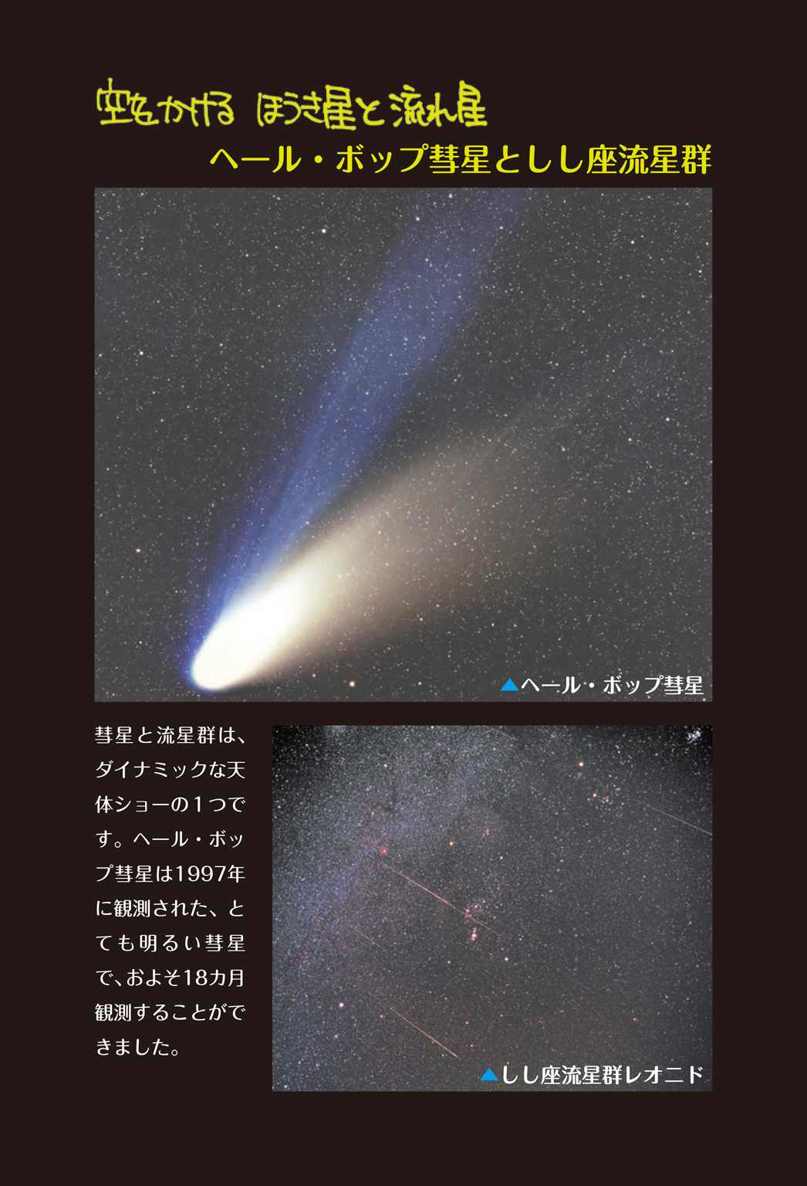 空をかける ほうき星と流れ星
ヘール・ボップ彗星としし座流星群
▲ヘール・ボップ彗星
彗星と流星群は、
ダイナミックな天
体ショーの1つで
す。ヘール・ボッ
プ彗星は1997年
に観測された、と
ても明るい彗星
で、およそ18カ月
観測することがで
きました。
▲しし座流星群レオニド